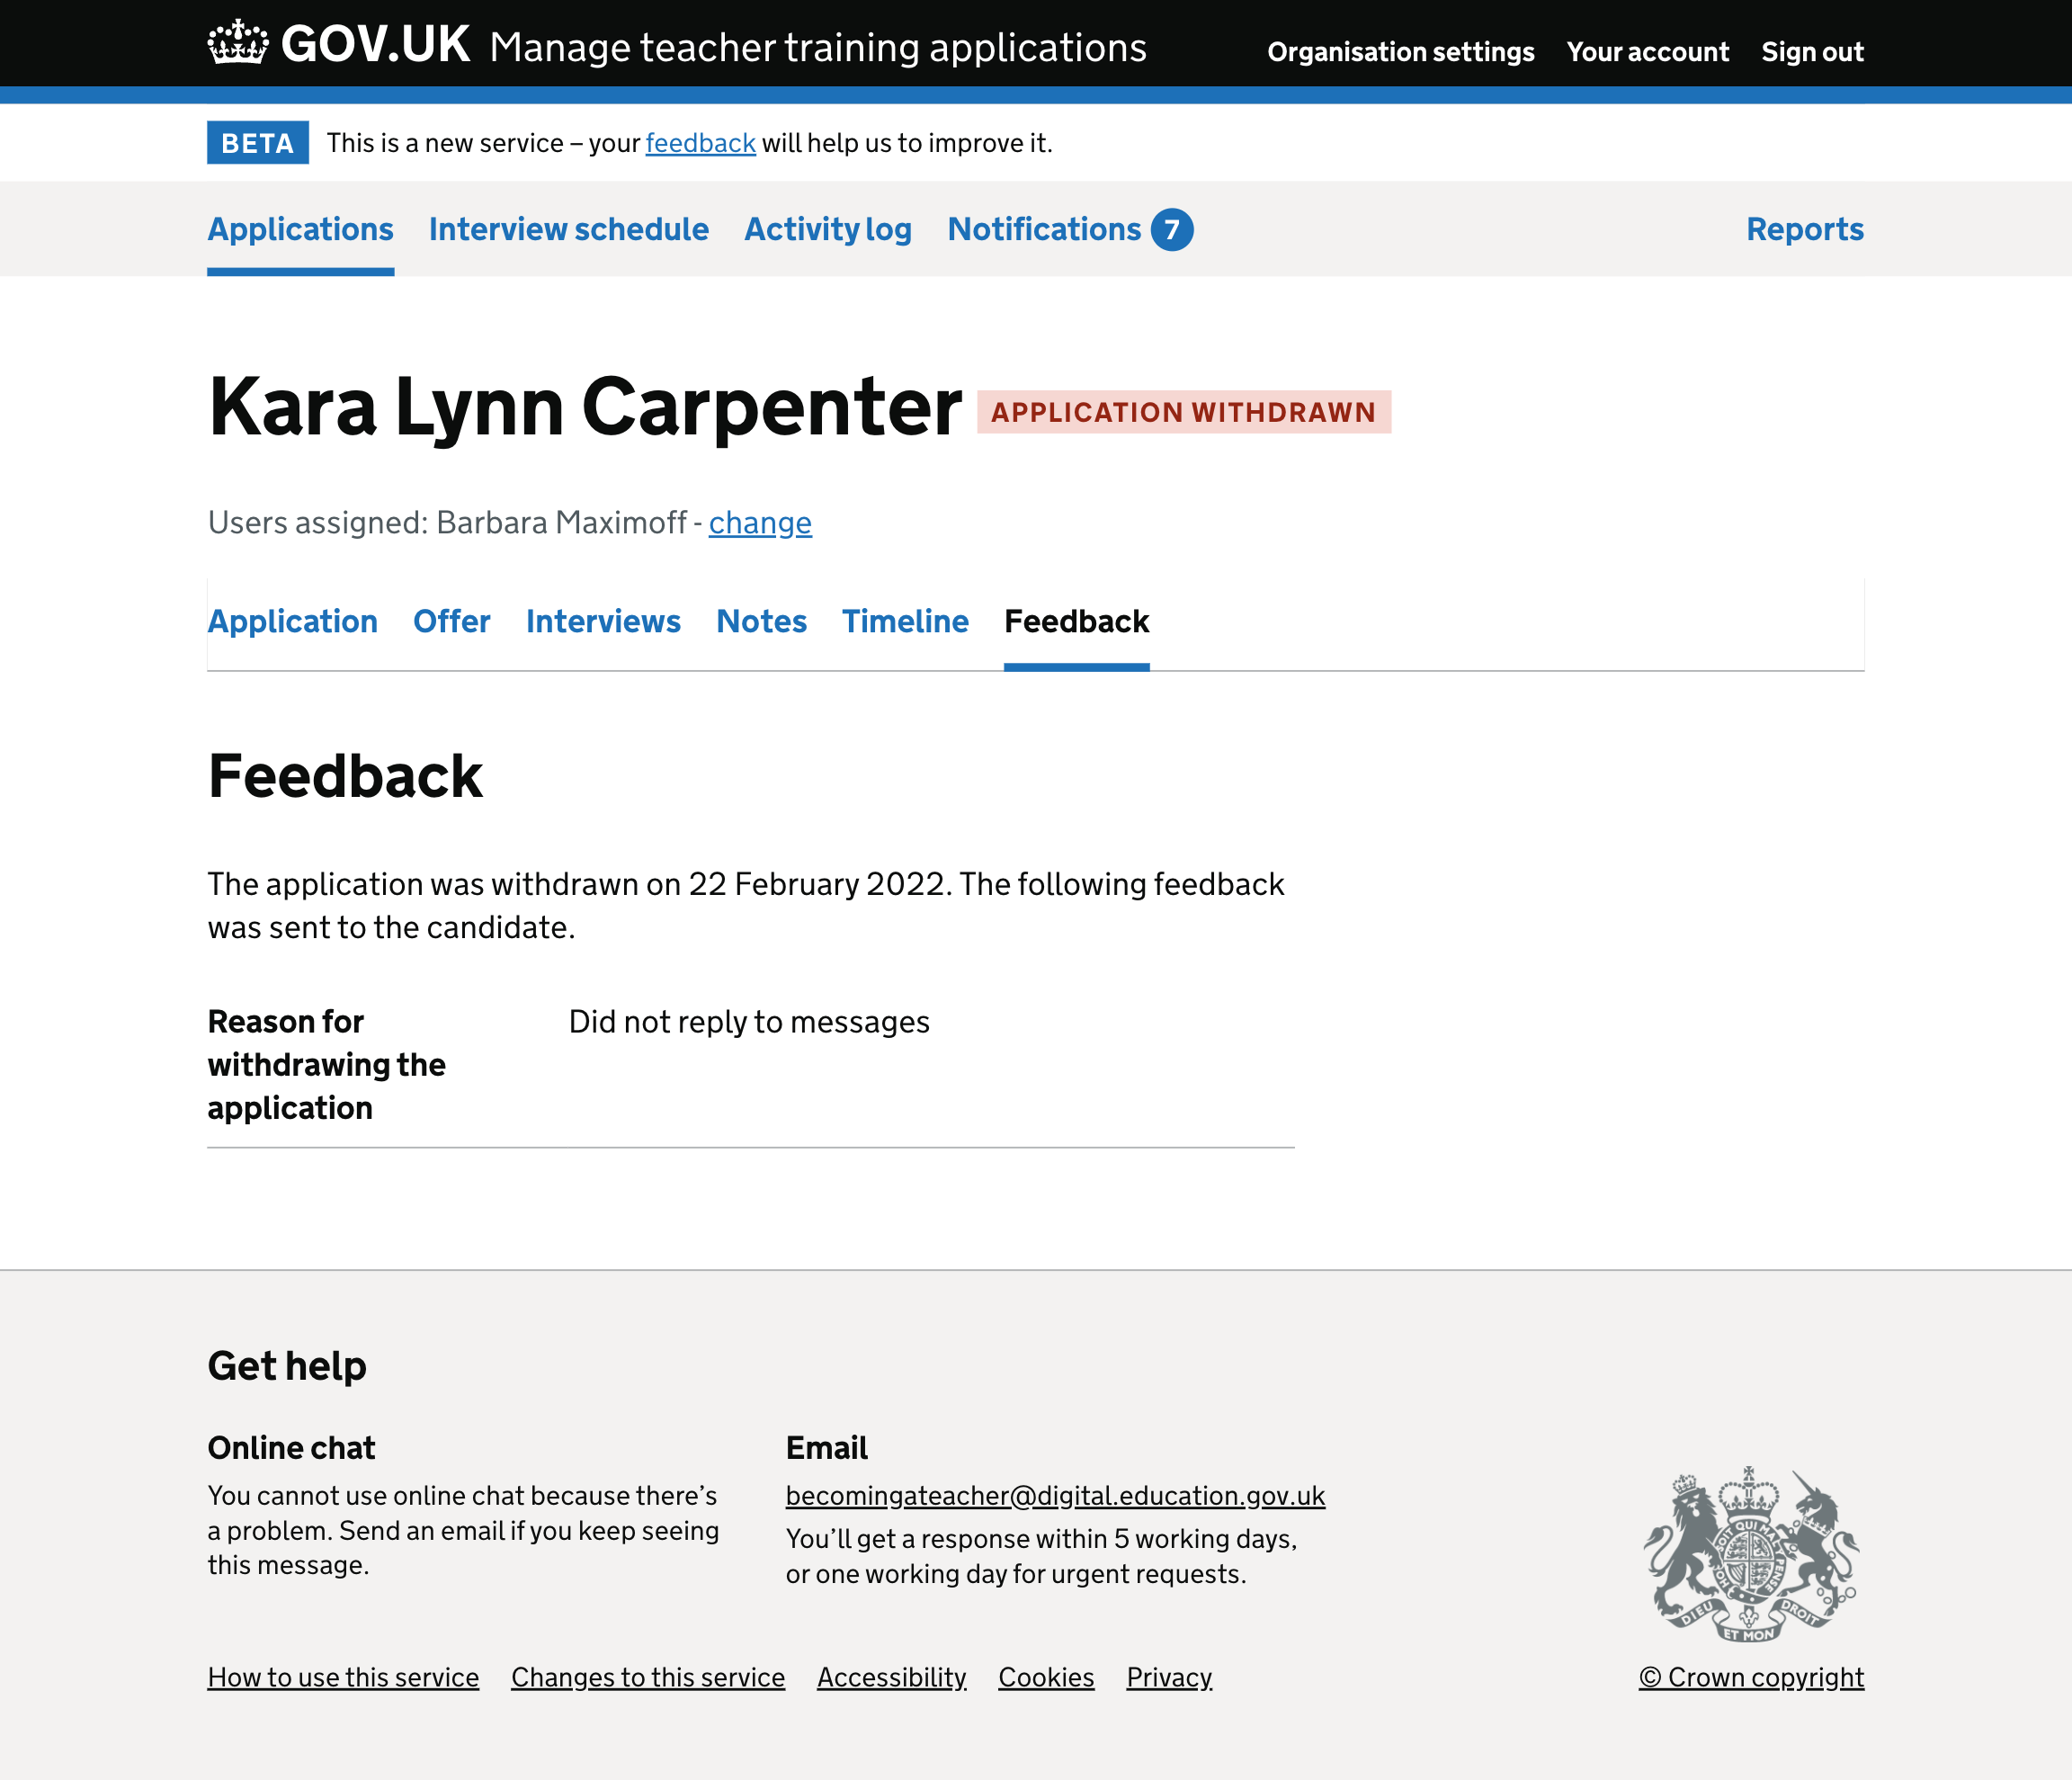 GOV.UK Manage teacher training applications Organisation settings Your account Sign out
BETA This is a new service – your feedback will help us to improve it.
Applications Interview schedule Activity log Notifications 7 Reports
Kara Lynn Carpenter APPLICATION WITHDRAWN
Users assigned: Barbara Maximoff - change
Application Offer Interviews Notes Timeline Feedback
Feedback
The application was withdrawn on 22 February 2022. The following feedback
was sent to the candidate.
Reason for
withdrawing the
application
Did not reply to messages
Get help
Online chat
You cannot use online chat because there’s
a problem. Send an email if you keep seeing
this message.
Email
becomingateacher@digital.education.gov.uk
You’ll get a response within 5 working days,
or one working day for urgent requests.
DIEU ET MON DROIT
How to use this service Changes to this service Accessibility Cookies Privacy
© Crown copyright